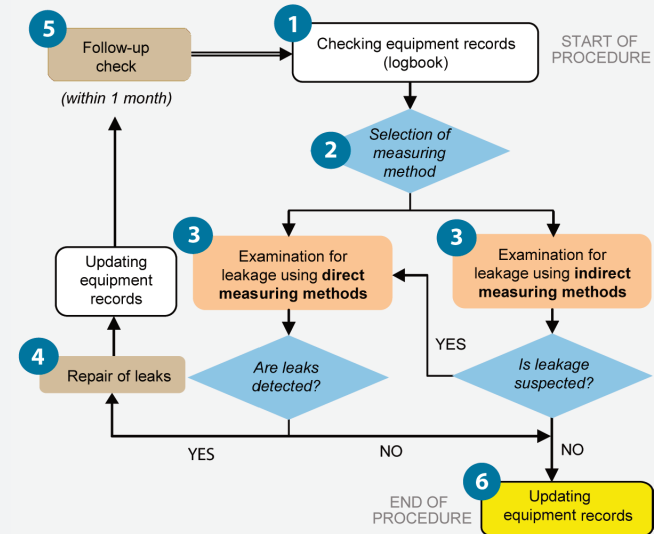 5
Follow-up
check
(within 1 month)
1
Checking equipment records
(logbook)
START OF
PROCEDURE
2
Selection of
measuring
method
3
Examination for
leakage using direct
measuring methods
3
Examination for
leakage using indirect
measuring methods
Updating
equipment
records
YES
4
Repair of leaks
Are leaks
detected?
Is leakage
suspected?
YES
NO
NO
6
Updating
equipment records
END OF
PROCEDURE